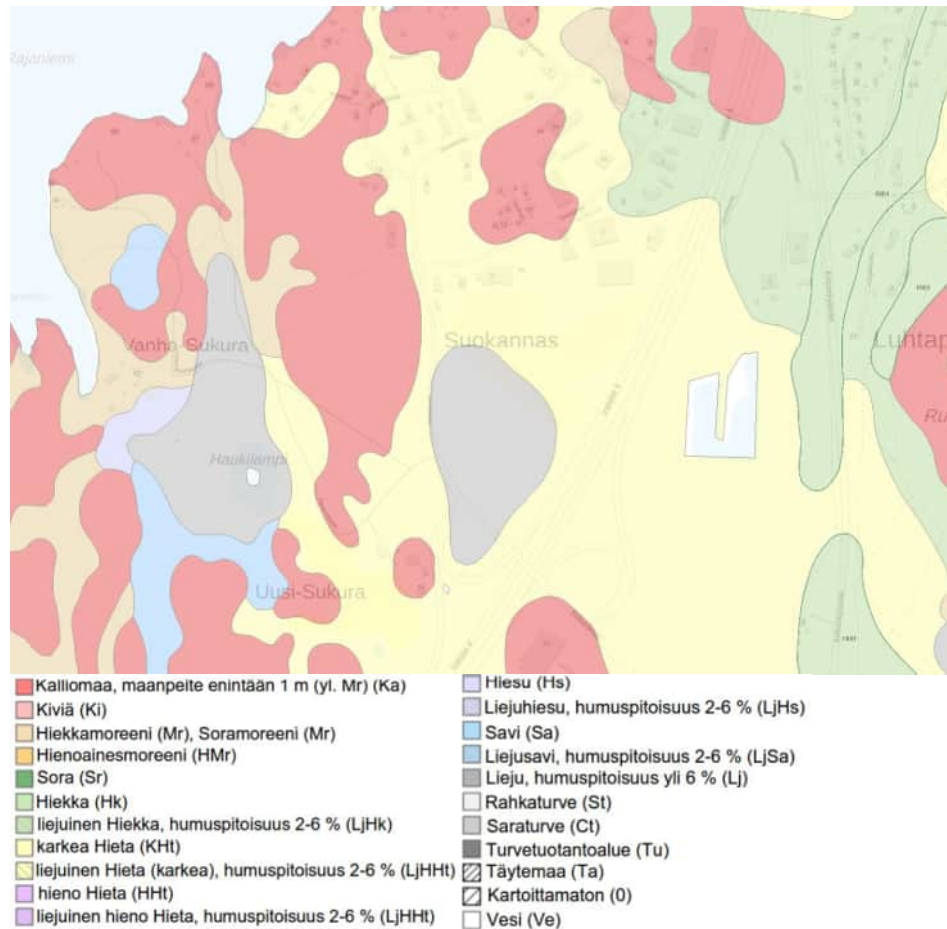 Rajaniemi
Suokannas
Vanha-Sukura
Luhtap
Ru
Haukilampi
Uusi-Sukura
Kalliomaa, maanpeite enintään 1 m (yl. Mr) (Ka)
Kiviä (Ki)
Hiekkamoreeni (Mr), Soramoreeni (Mr)
Hienoainesmoreeni (HMr)
Sora (Sr)
Hiekka (Hk)
liejuinen Hiekka, humuspitoisuus 2-6 % (LjHk)
karkea Hieta (KHt)
liejuinen Hieta (karkea), humuspitoisuus 2-6 % (LjHHt)
hieno Hieta (HHt)
liejuinen hieno Hieta, humuspitoisuus 2-6 % (LjHHt)
Hiesu (Hs)
Liejuhiesu, humuspitoisuus 2-6 % (LjHs)
Savi (Sa)
Liejusavi, humuspitoisuus 2-6 % (LjSa)
Lieju, humuspitoisuus yli 6 % (Lj)
Rahkaturve (St)
Saraturve (Ct)
Turvetuotantoalue (Tu)
Täytemaa (Ta)
Kartoittamaton (0)
Vesi (Ve)